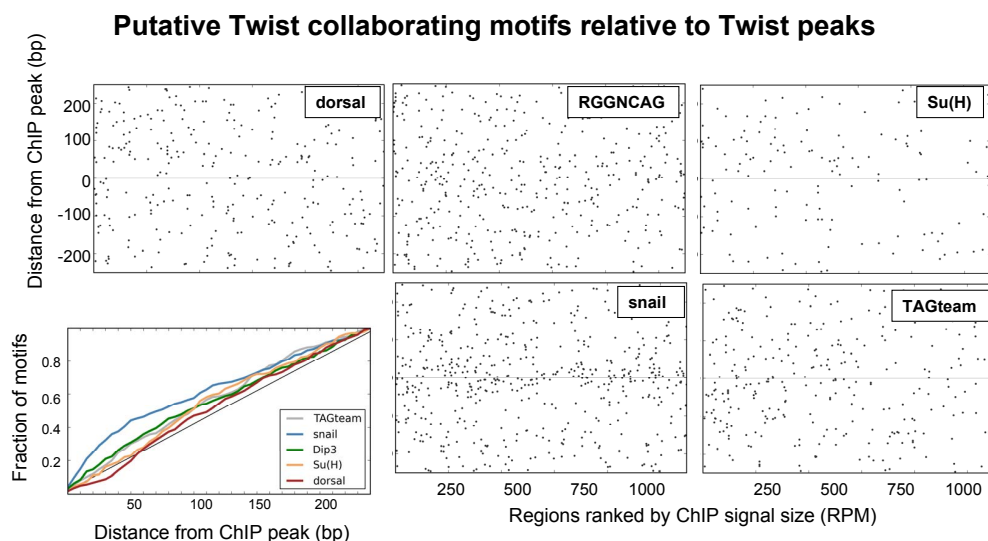 Putative Twist collaborating motifs relative to Twist peaks
Distance from ChIP peak (bp)
200
100
0
-100
-200
dorsal
RGGNCAG
Su(H)
snail
TAGteam
250
500
750
1000
250
500
750
1000
Regions ranked by ChIP signal size (RPM)
Fraction of motifs
0.8
0.6
0.4
0.2
TAGteam
snail
Dip3
Su(H)
dorsal
50
100
150
200
Distance from ChIP peak (bp)